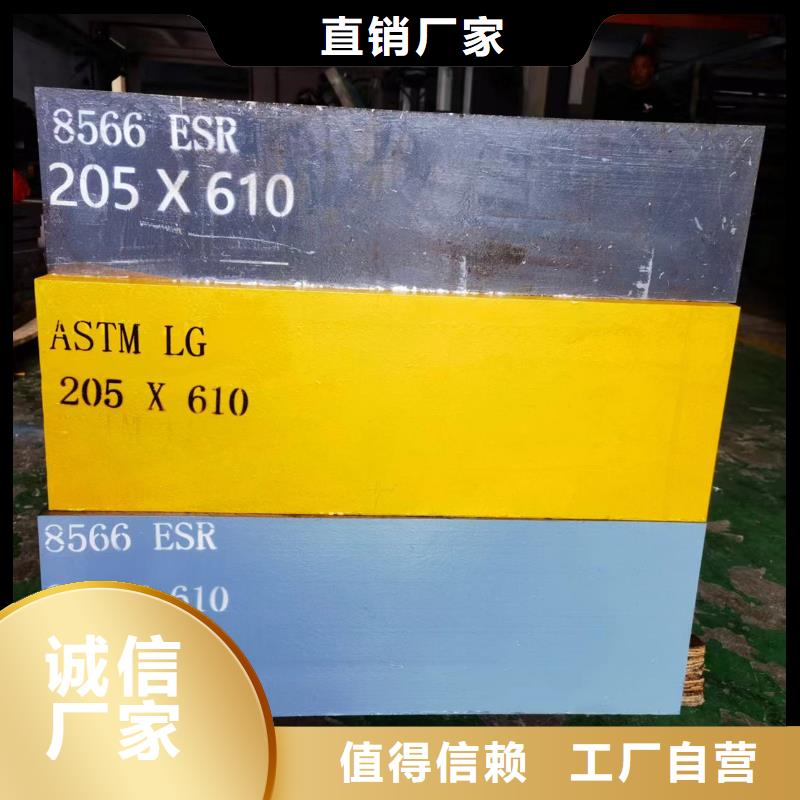 直销厂家
8566 ESR
205 X 610
ASTM LG
205 X 610
8566 ESR
610
诚信
厂家
值得信赖 工厂自营